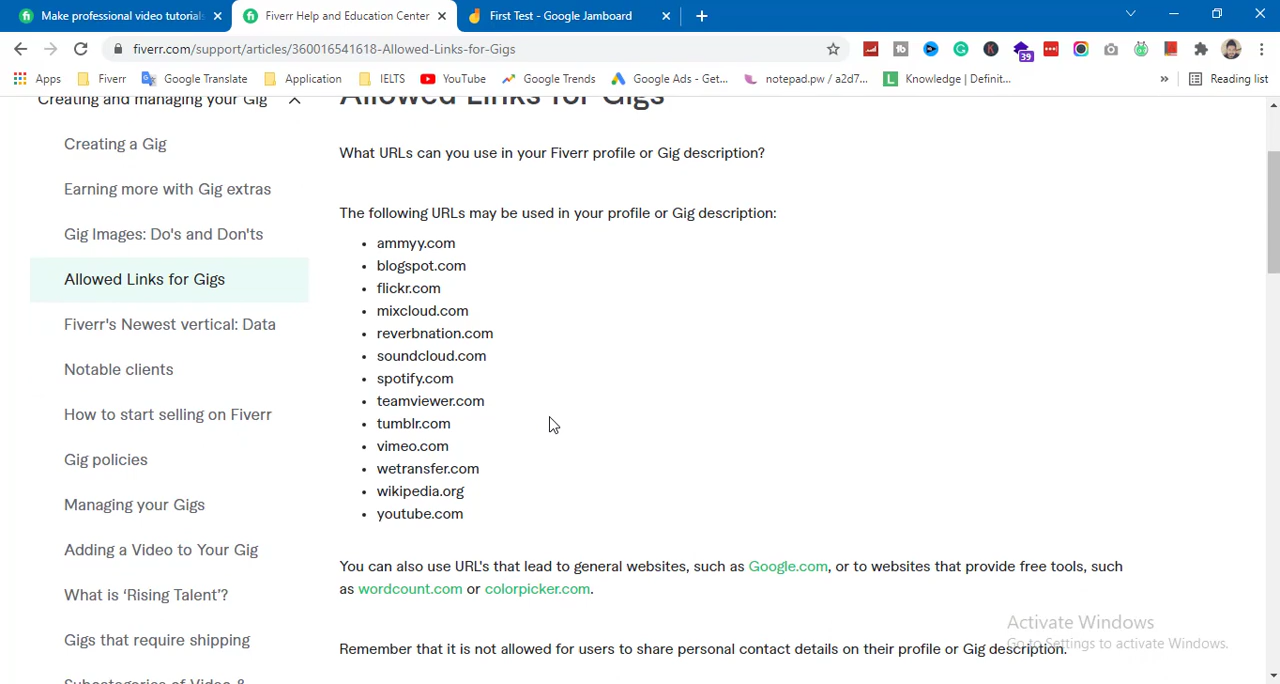 Make professional video tutorials
Fiverr Help and Education Center
First Test - Google Jamboard
fiverr.com/support/articles/360016541618-Allowed-Links-for-Gigs
39
Apps
Fiverr
Google Translate
Application
IELTS
YouTube
Google Trends
Google Ads - Get...
notepad.pw / a2d7...
L
Knowledge | Definit...
»
Reading list
Creating and managing your Gig
Creating a Gig
Earning more with Gig extras
Gig Images: Do's and Don'ts
Allowed Links for Gigs
Fiverr's Newest vertical: Data
Notable clients
How to start selling on Fiverr
Gig policies
Managing your Gigs
Adding a Video to Your Gig
What is ‘Rising Talent’?
Gigs that require shipping
Subcategories of Video &
Allowed Links for Gigs
What URLs can you use in your Fiverr profile or Gig description?
The following URLs may be used in your profile or Gig description:
• ammyy.com
• blogspot.com
• flickr.com
• mixcloud.com
• reverbnation.com
• soundcloud.com
• spotify.com
• teamviewer.com
• tumblr.com
• vimeo.com
• wetransfer.com
• wikipedia.org
• youtube.com
You can also use URL's that lead to general websites, such as Google.com, or to websites that provide free tools, such
as wordcount.com or colorpicker.com.
Remember that it is not allowed for users to share personal contact details on their profile or Gig description.
Activate Windows
Go to Settings to activate Windows.